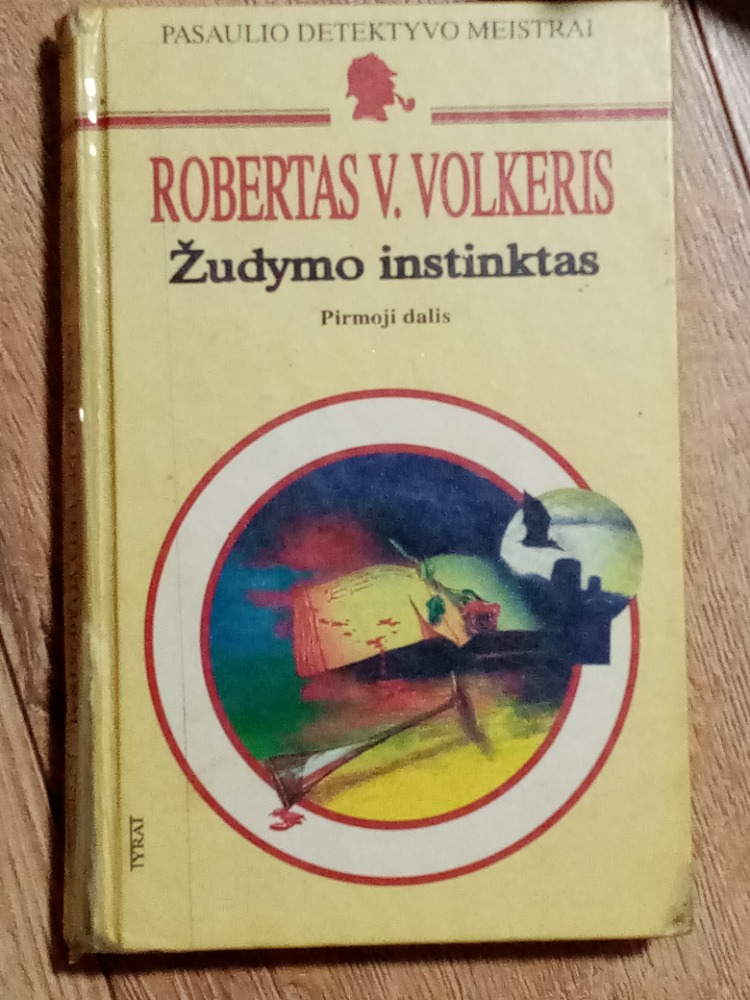 PASAULIO DETEKTYVO MEISTRAI
ROBERTAS V. VOLKERIS
Žudymo instinktas
Pirmoji dalis
TYRAI